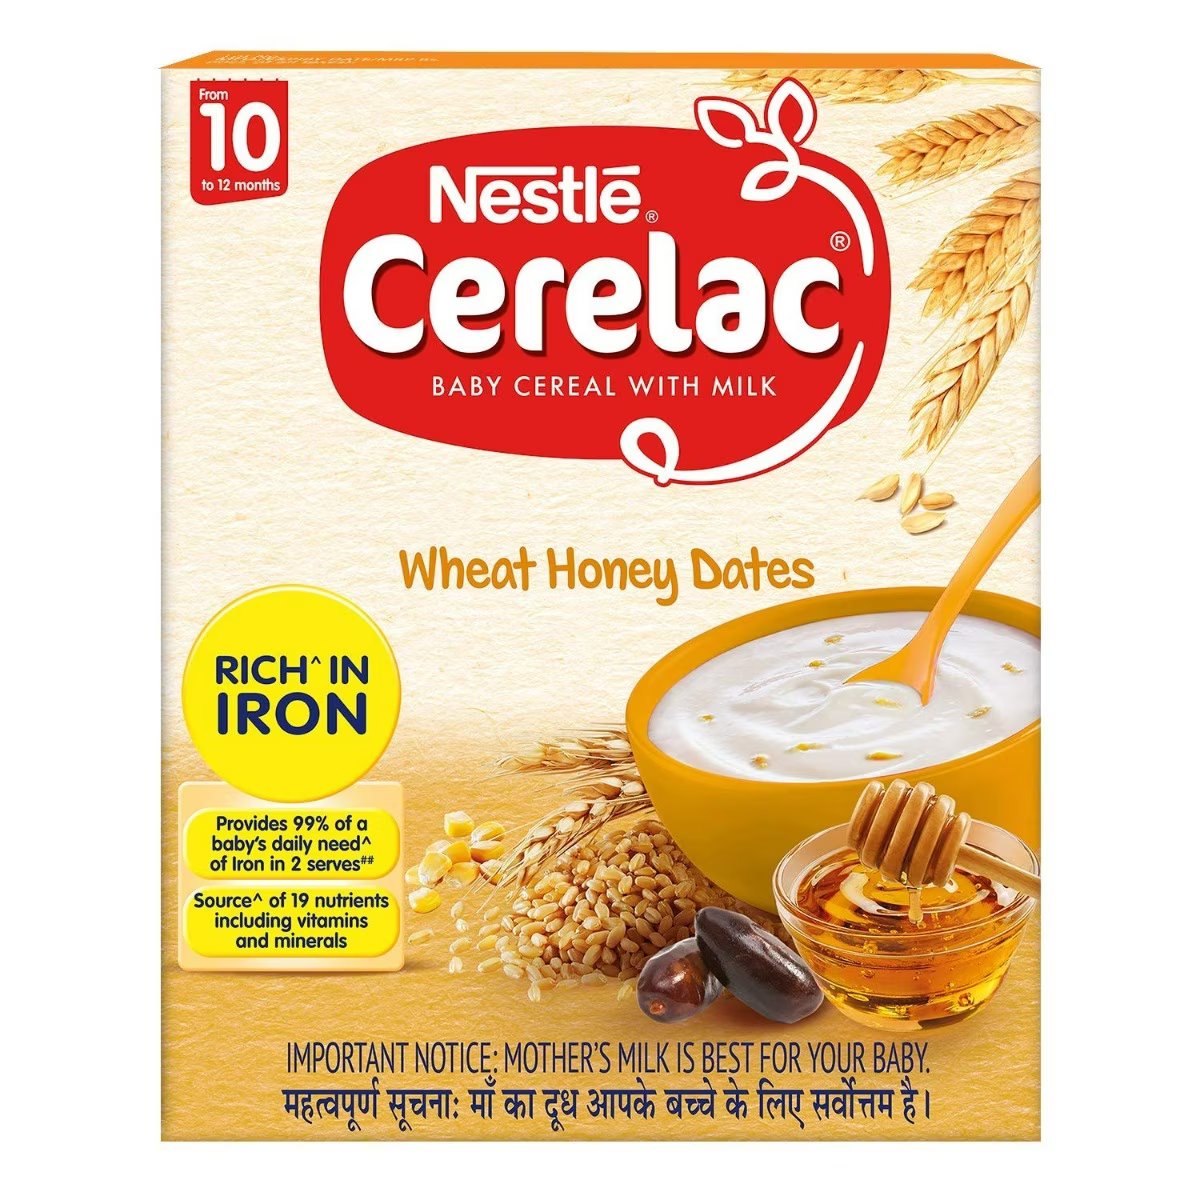 From
10
to 12 months
Nestlé®
Cerelac®
BABY CEREAL WITH MILK
Wheat Honey Dates
RICH^ IN
IRON
Provides 99% of a
baby's daily need^
of Iron in 2 serves##
Source^ of 19 nutrients
including vitamins
and minerals
IMPORTANT NOTICE: MOTHER'S MILK IS BEST FOR YOUR BABY.
महत्वपूर्ण सूचना: माँ का दूध आपके बच्चे के लिए सर्वोत्तम है।